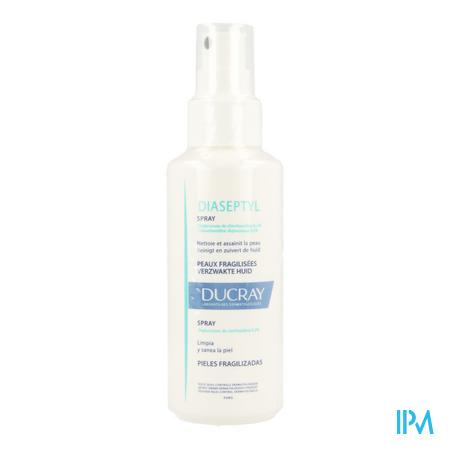 DIASEPTYL
SPRAY
Nettoie et assainit la peau
Reinigt en zuivert de huid
PEAUX FRAGILISÉES
VERZWAKTE HUID
DUCRAY
LABORATOIRES DERMATOLOGIQUES
SPRAY
Limpia
y sanea la piel
PIELES FRAGILIZADAS
IPM